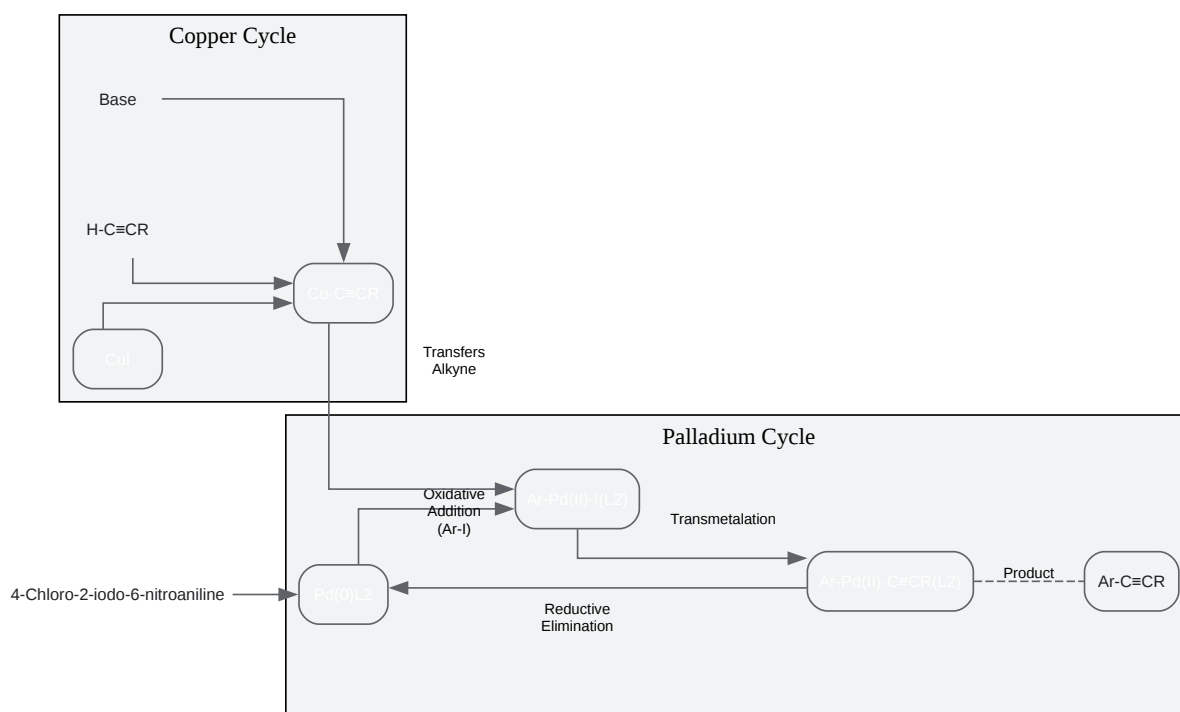 Copper Cycle
Base
H-C≡CR
Cu-C≡CR
CuI
Transfers
Alkyne
Palladium Cycle
Oxidative
Addition
(Ar-I)
Ar-Pd(II)-I(L2)
Transmetalation
4-Chloro-2-iodo-6-nitroaniline
Pd(0)L2
Ar-Pd(II)-C≡CR(L2)
Product
Ar-C≡CR
Reductive
Elimination